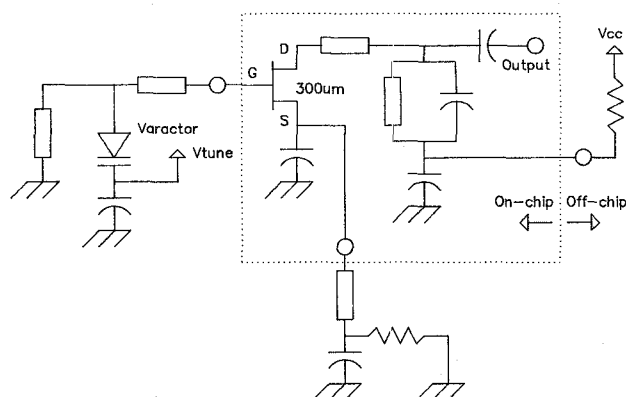 Vcc
D
G
300um
S
Output
Varactor
Vtune
On-chip
Off-chip